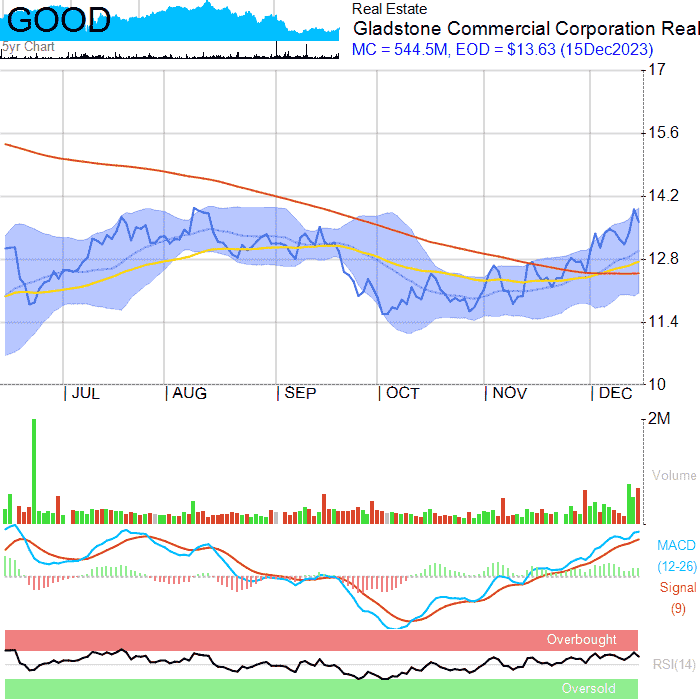 GOOD
5yr Chart
Real Estate
Gladstone Commercial Corporation Real
MC = 544.5M, EOD = $13.63 (15Dec2023)
17
15.6
14.2
12.8
11.4
10
JUL AUG SEP OCT NOV DEC
2M
Volume
MACD
(12-26)
Signal
(9)
Overbought
RSI(14)
Oversold